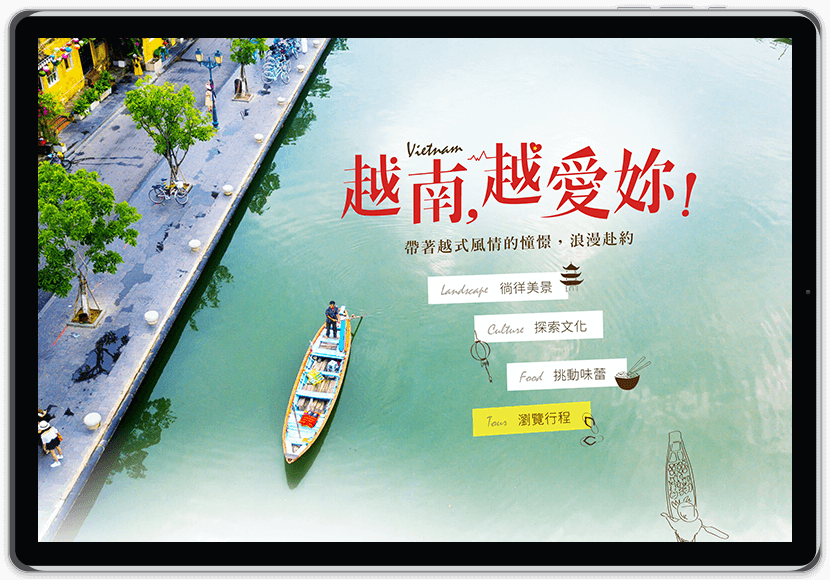 Vietnam
越南,越愛妳!
帶著越式風情的憧憬，浪漫赴約
Landscape 徜徉美景
Culture 探索文化
Food 挑動味蕾
Tour 瀏覽行程